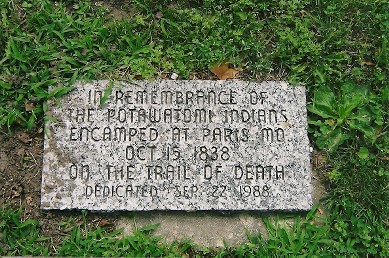 IN REMEMBRANCE OF
THE POTAWATOMI INDIANS
ENCAMPED AT PARIS MO
OCT 15 1838
ON THE TRAIL OF DEATH
DEDICATED SEP. 22 1988